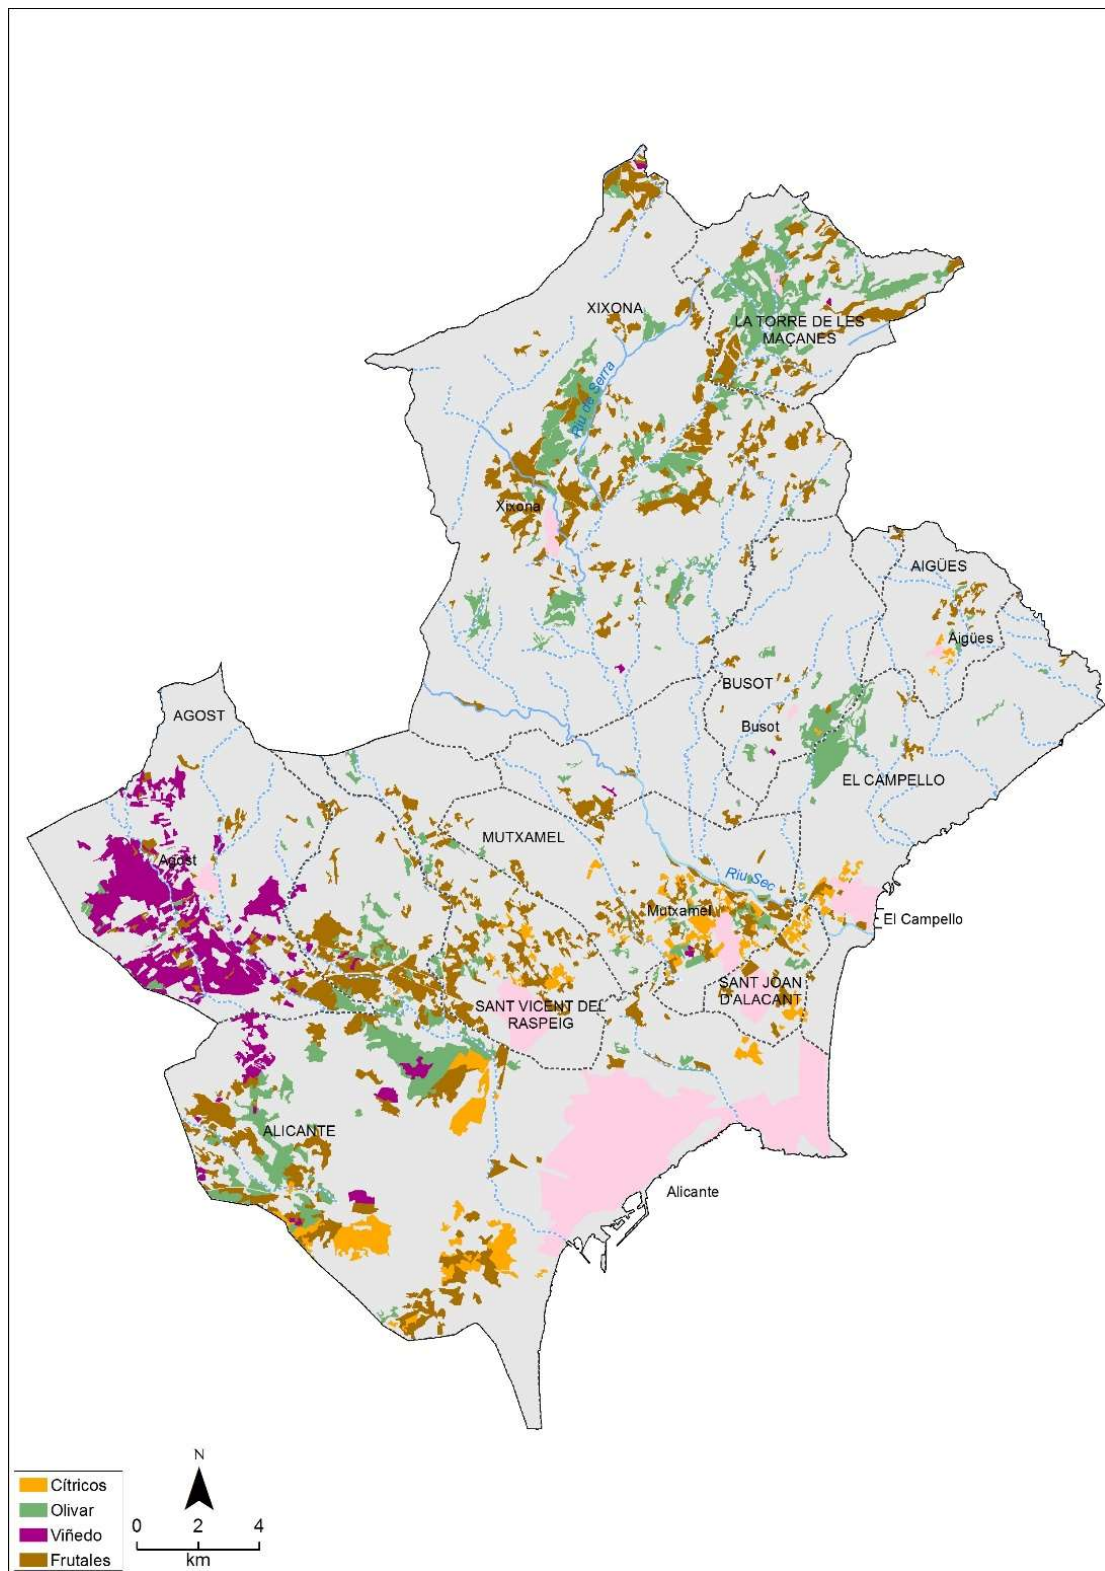 XIXONA
LA TORRE DE LES
MAÇANES
Riu de Serra
Xixona
AIGÜES
Aigües
BUSOT
AGOST
Busot
EL CAMPELLO
MUTXAMEL
Agost
Riu Sec
Mutxamel
El Campello
SANT JOAN
D'ALACANT
SANT VICENT DEL
RASPEIG
ALICANTE
Alicante
N
Cítricos
Olivar
Viñedo
Frutales
0 2 4
km